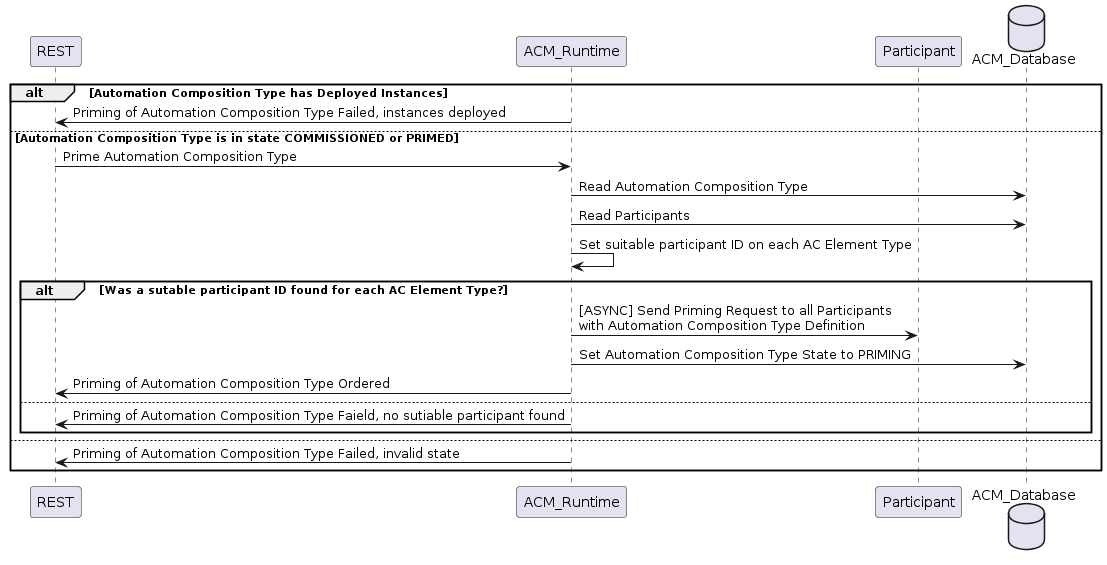 REST
ACM_Runtime
Participant
ACM_Database
alt
[Automation Composition Type has Deployed Instances]
Priming of Automation Composition Type Failed, instances deployed
[Automation Composition Type is in state COMMISSIONED or PRIMED]
Prime Automation Composition Type
Read Automation Composition Type
Read Participants
Set suitable participant ID on each AC Element Type
alt
[Was a sutable participant ID found for each AC Element Type?]
[ASYNC] Send Priming Request to all Participants
with Automation Composition Type Definition
Set Automation Composition Type State to PRIMING
Priming of Automation Composition Type Ordered
Priming of Automation Composition Type Faield, no sutiable participant found
Priming of Automation Composition Type Failed, invalid state
REST
ACM_Runtime
Participant
ACM_Database